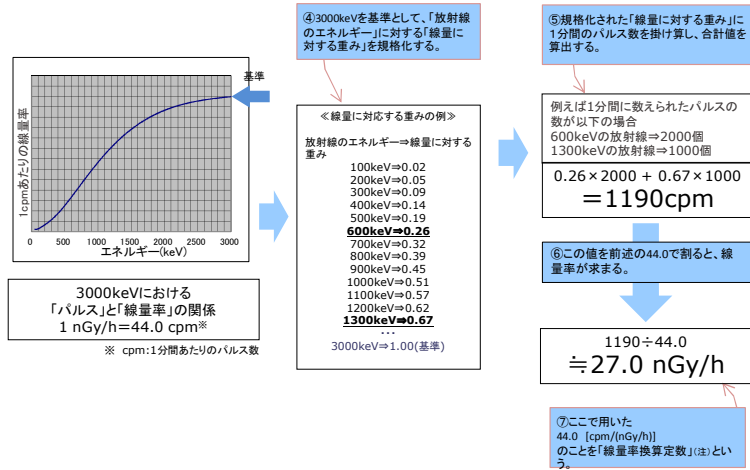 ④3000keVを基準として、「放射線
のエネルギー」に対する「線量に
対する重み」を規格化する。
⑤規格化された「線量に対する重み」に
1分間のパルス数を掛け算し、合計値を
算出する。
基準
1cpmあたりの線量率
0 500 1000 1500 2000 2500 3000
エネルギー(keV)
3000keVにおける
「パルス」と「線量率」の関係
1 nGy/h＝44.0 cpm※
※ cpm:1分間あたりのパルス数
≪線量に対応する重みの例≫
放射線のエネルギー⇒線量に対する
重み
100keV⇒0.02
200keV⇒0.05
300keV⇒0.09
400keV⇒0.14
500keV⇒0.19
600keV⇒0.26
700keV⇒0.32
800keV⇒0.39
900keV⇒0.45
1000keV⇒0.51
1100keV⇒0.57
1200keV⇒0.62
1300keV⇒0.67
…
3000keV⇒1.00(基準)
例えば1分間に数えられたパルスの
数が以下の場合
600keVの放射線⇒2000個
1300keVの放射線⇒1000個
0.26×2000 + 0.67×1000
＝1190cpm
⑥この値を前述の44.0で割ると、線
量率が求まる。
1190÷44.0
≒27.0 nGy/h
⑦ここで用いた
44.0 [cpm/(nGy/h)]
のことを「線量率換算定数」(注)とい
う。